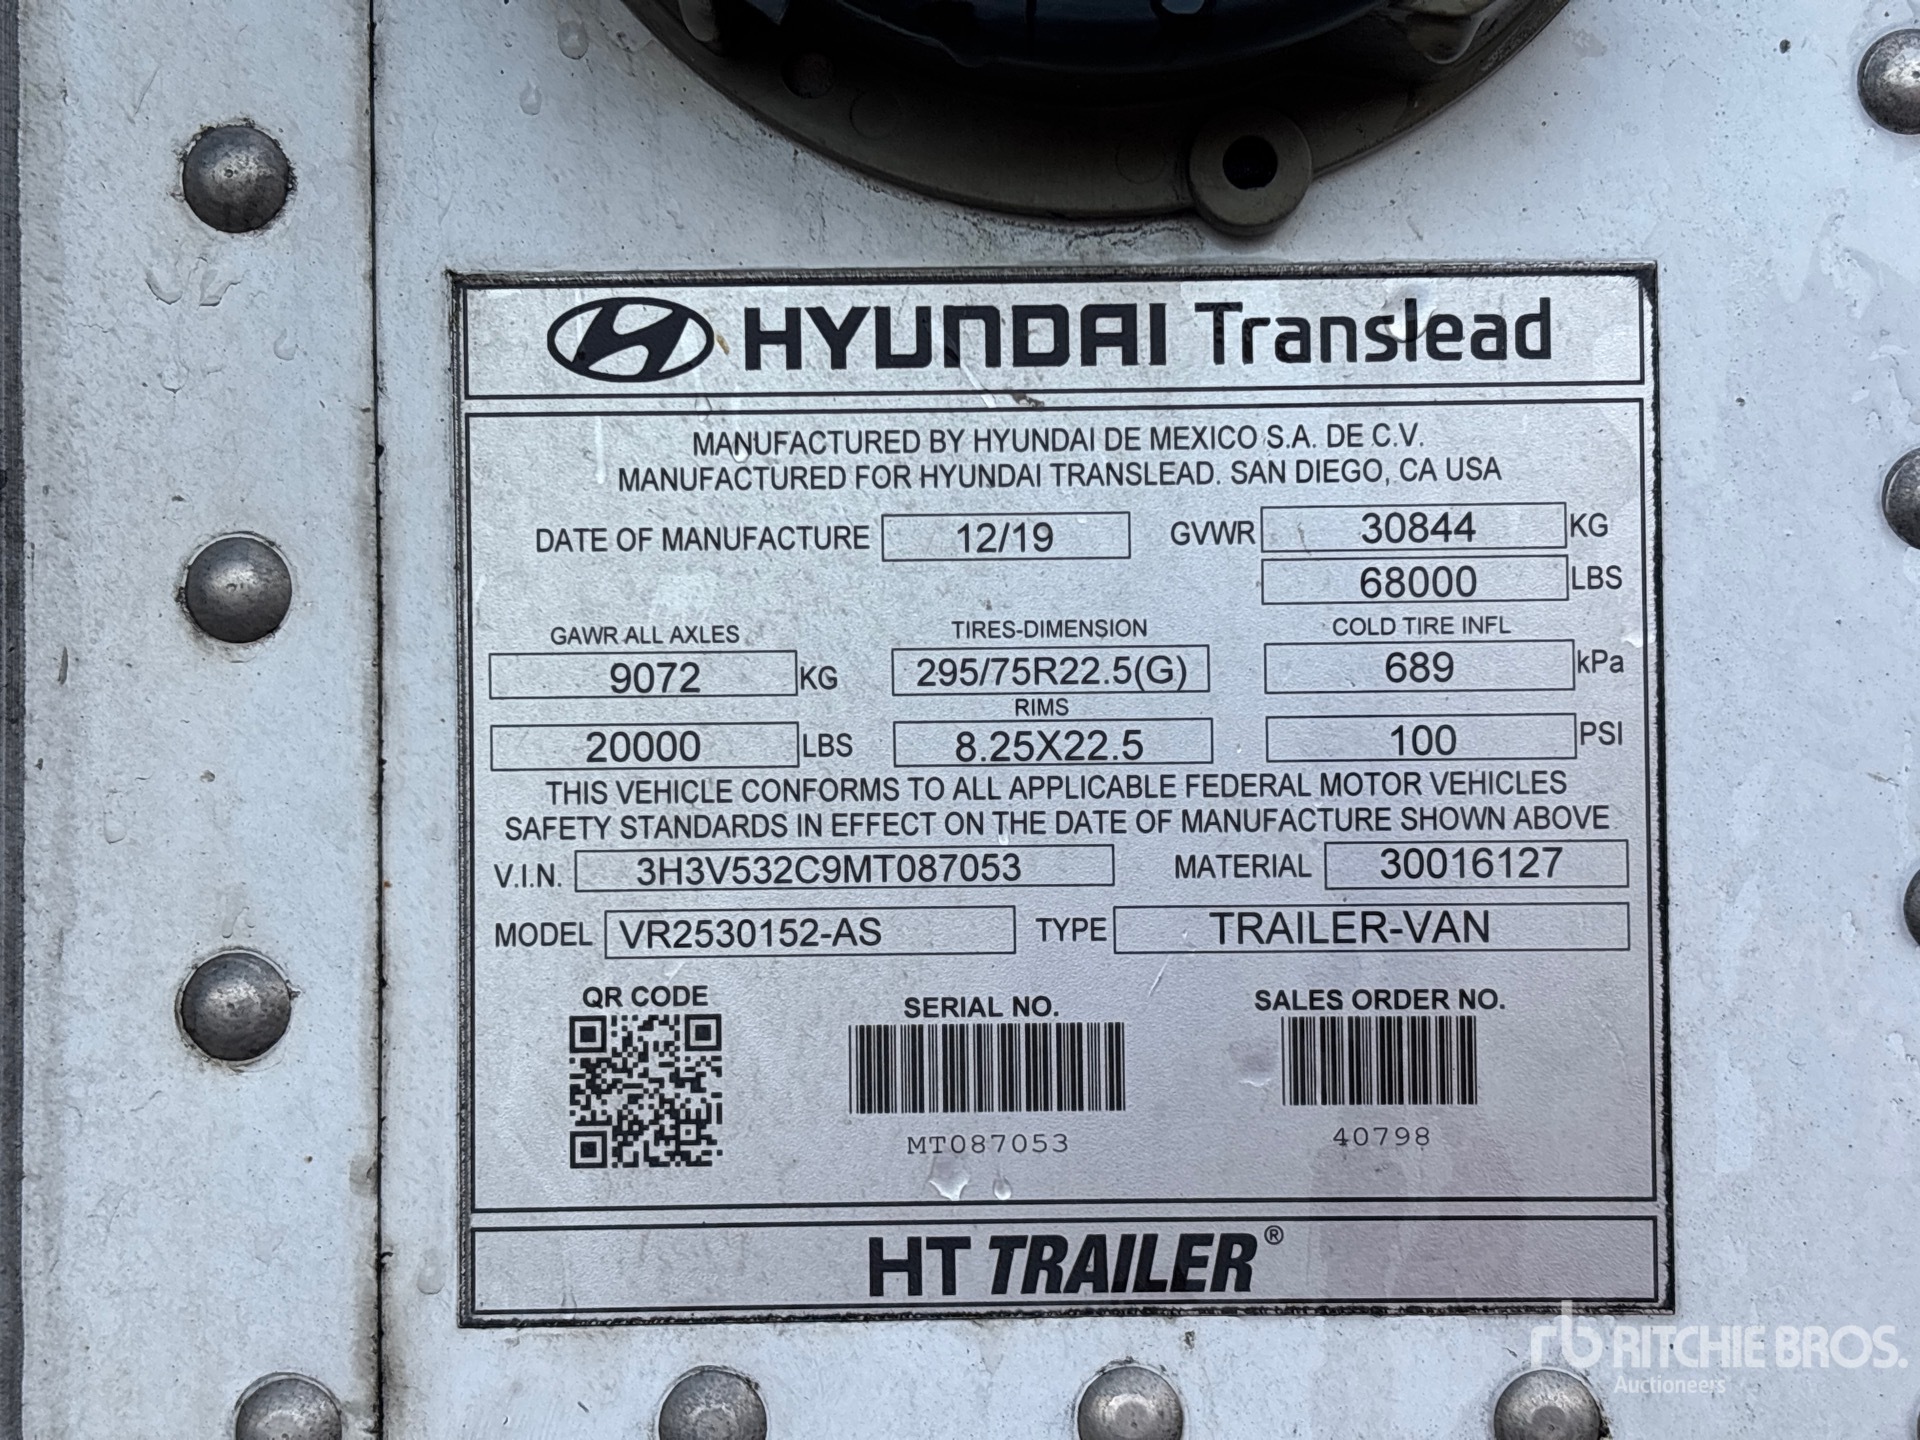 HYUNDAI Translead
MANUFACTURED BY HYUNDAI DE MEXICO S.A. DE C.V.
MANUFACTURED FOR HYUNDAI TRANSLEAD. SAN DIEGO, CA USA
DATE OF MANUFACTURE 12/19 GVWR 30844 KG
68000 LBS
GAWR ALL AXLES TIRES-DIMENSION COLD TIRE INFL
9072 KG 295/75R22.5(G) 689 kPa
RIMS
20000 LBS 8.25X22.5 100 PSI
THIS VEHICLE CONFORMS TO ALL APPLICABLE FEDERAL MOTOR VEHICLES
SAFETY STANDARDS IN EFFECT ON THE DATE OF MANUFACTURE SHOWN ABOVE
V.I.N. 3H3V532C9MT087053 MATERIAL 30016127
MODEL VR2530152-AS TYPE TRAILER-VAN
QR CODE SERIAL NO. SALES ORDER NO.
MT087053 40798
HT TRAILER®
rb RITCHIE BROS.
Auctioneers